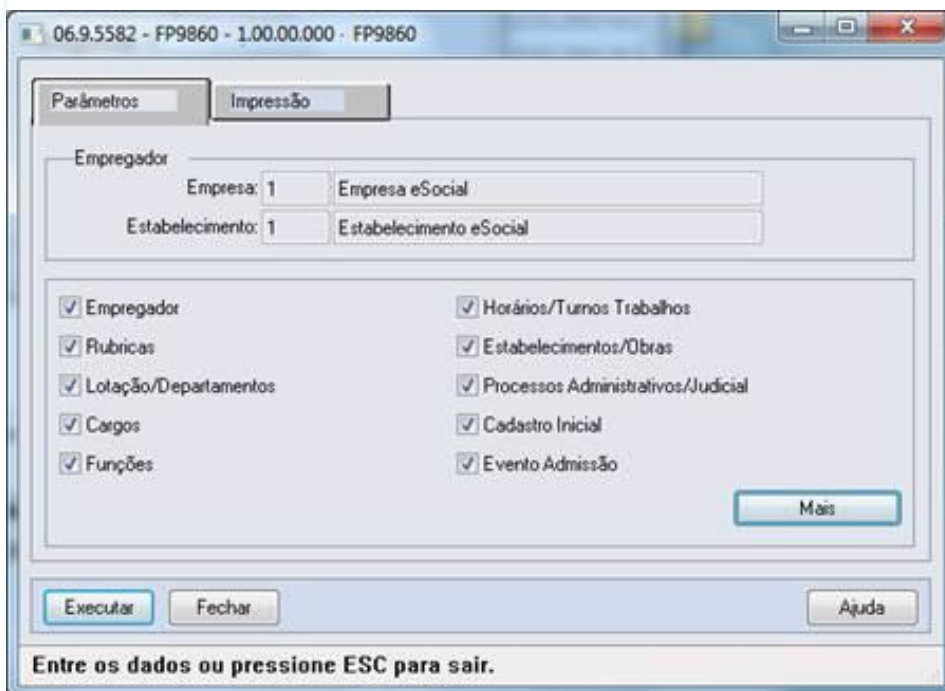 06.9.5582 - FP9860 - 1.00.00.000 - FP9860
Parâmetros Impressão
Empregador
Empresa: 1 Empresa eSocial
Estabelecimento: 1 Estabelecimento eSocial
Empregador Horários/Turnos Trabalhos
Rubricas Estabelecimentos/Obras
Lotação/Departamentos Processos Administrativos/Judicial
Cargos Cadastro Inicial
Funções Evento Admissão
Mais
Executar Fechar Ajuda
Entre os dados ou pressione ESC para sair.